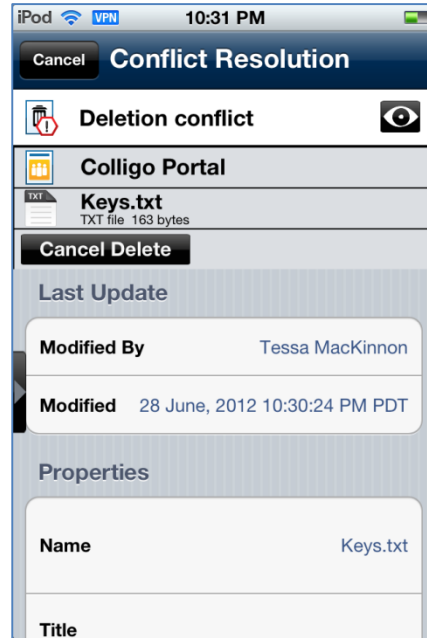 iPod VPN 10:31 PM
Cancel Conflict Resolution
Deletion conflict
Colligo Portal
TXT Keys.txt
TXT file 163 bytes
Cancel Delete
Last Update
Modified By Tessa MacKinnon
Modified 28 June, 2012 10:30:24 PM PDT
Properties
Name Keys.txt
Title